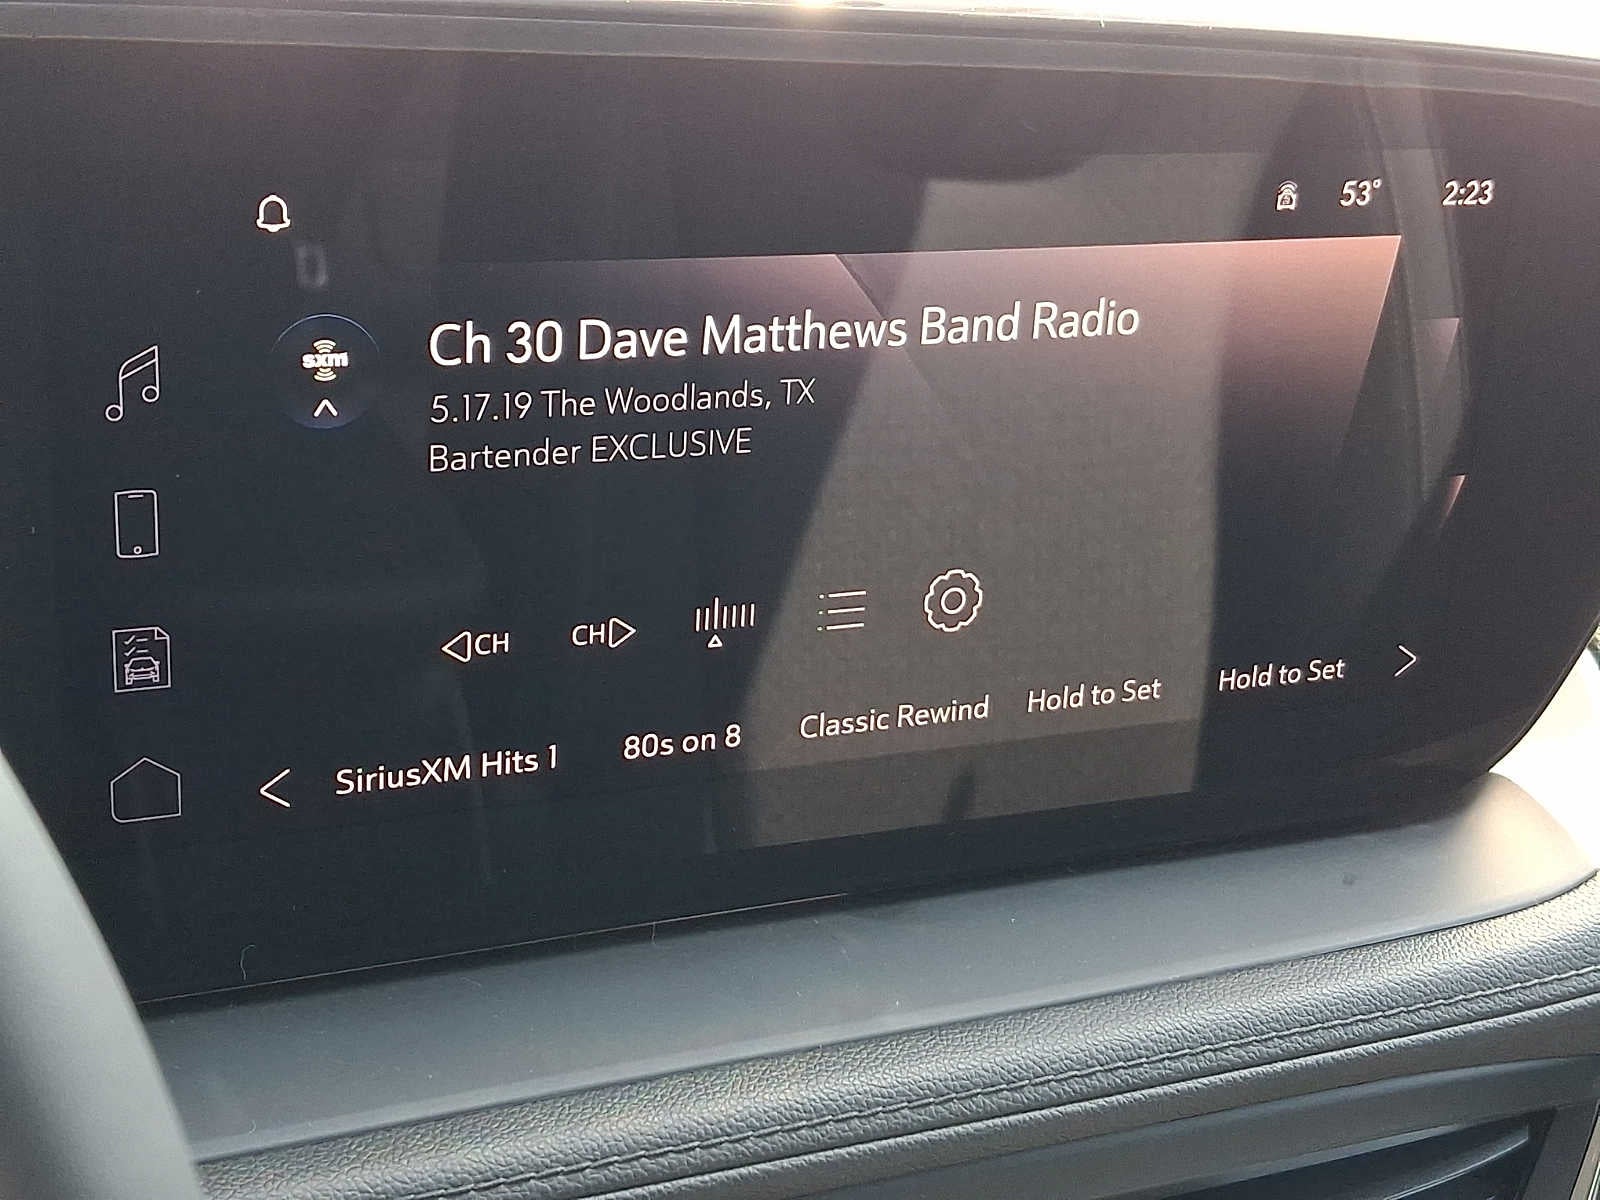 53° 2:23
sxm
Ch 30 Dave Matthews Band Radio
5.17.19 The Woodlands, TX
Bartender EXCLUSIVE
CH CH
SiriusXM Hits 1 80s on 8 Classic Rewind Hold to Set Hold to Set